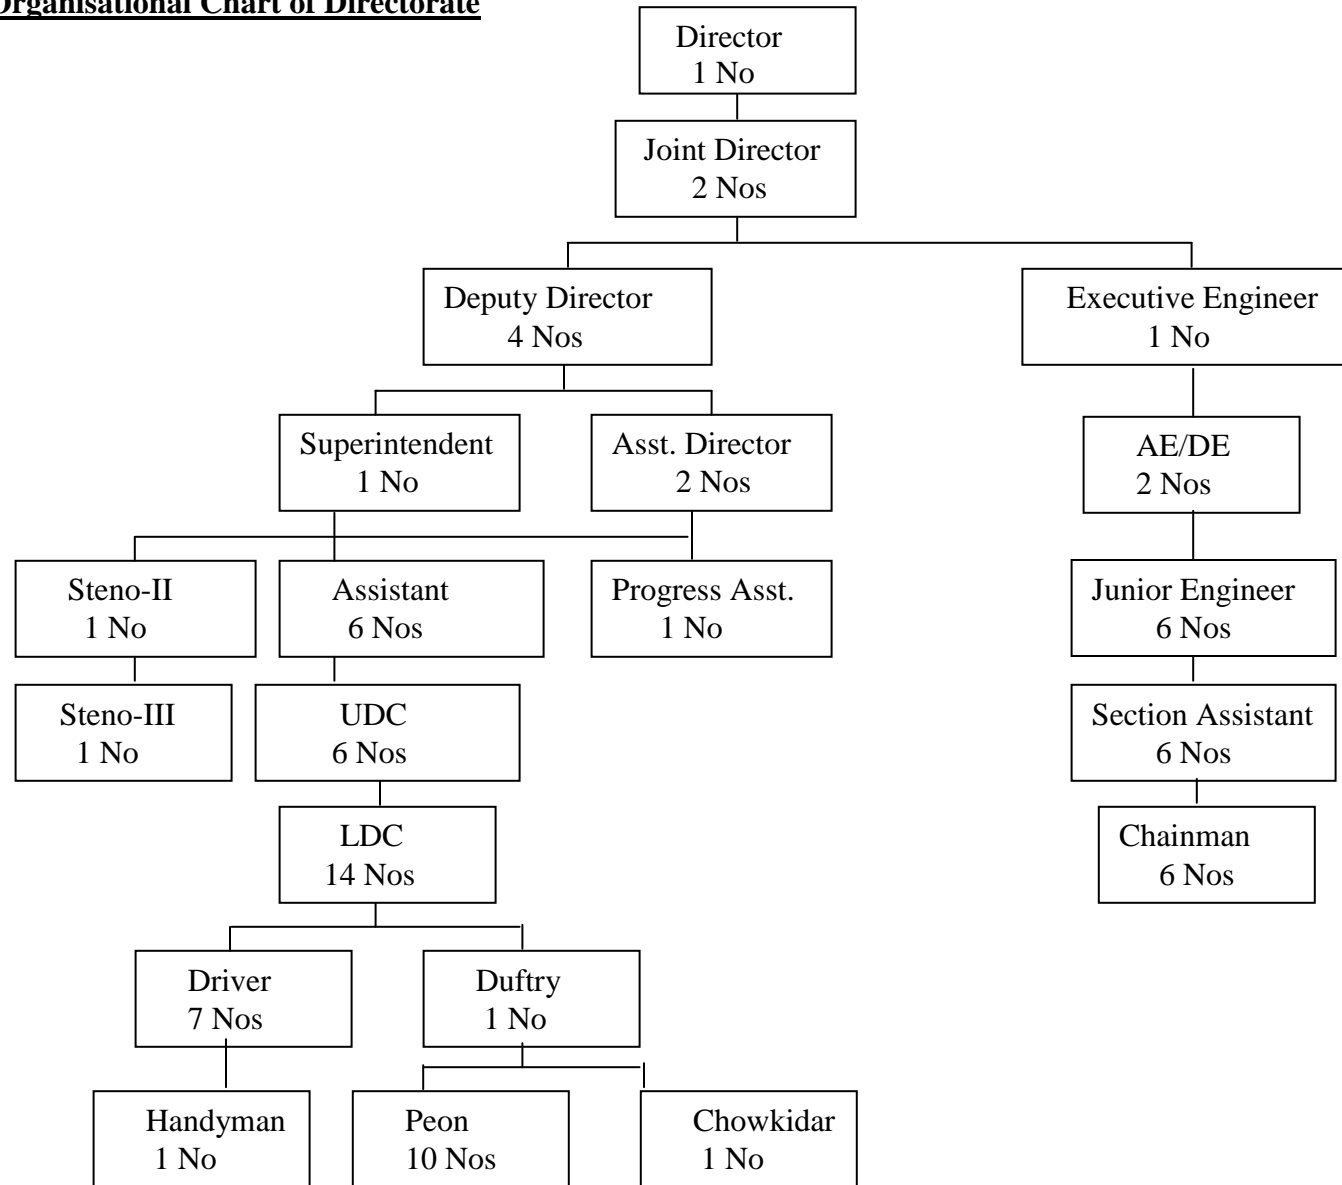 Organisational Chart of Directorate
Director
1 No
Joint Director
2 Nos
Deputy Director
4 Nos
Executive Engineer
1 No
Superintendent
1 No
Asst. Director
2 Nos
AE/DE
2 Nos
Steno-II
1 No
Assistant
6 Nos
Progress Asst.
1 No
Junior Engineer
6 Nos
Steno-III
1 No
UDC
6 Nos
Section Assistant
6 Nos
LDC
14 Nos
Chainman
6 Nos
Driver
7 Nos
Duftry
1 No
Handyman
1 No
Peon
10 Nos
Chowkidar
1 No